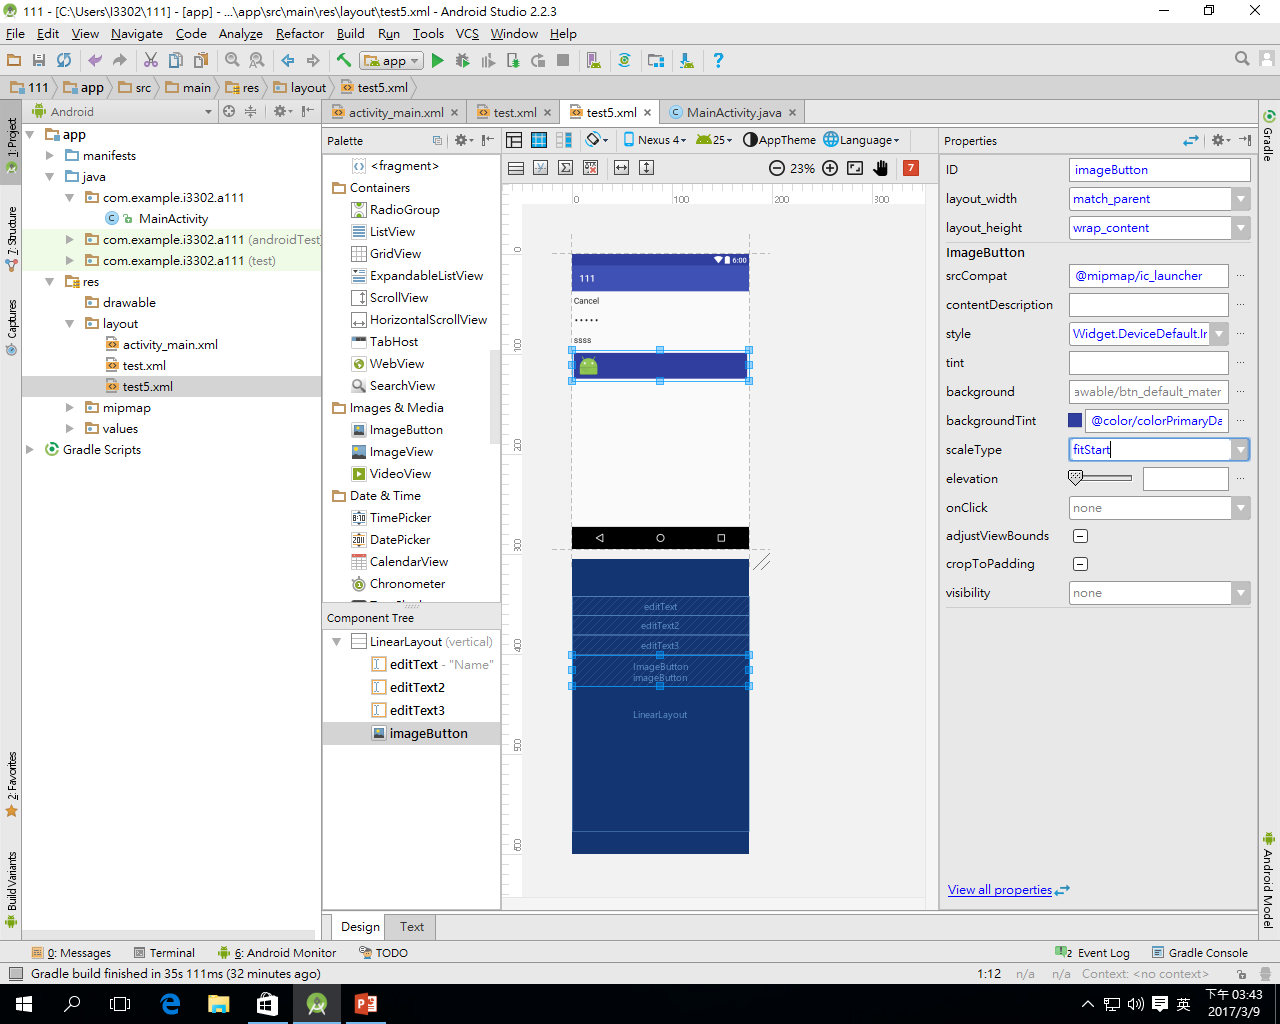 111 - [C:\Users\I3302\111] - [app] - ...\app\src\main\res\layout\test5.xml - Android Studio 2.2.3
File Edit View Navigate Code Analyze Refactor Build Run Tools VCS Window Help
app
111 app src main res layout test5.xml
Android
activity_main.xml test.xml test5.xml MainActivity.java
1: Project
7: Structure
Captures
2: Favorites
Build Variants
app
manifests
java
com.example.i3302.a111
MainActivity
com.example.i3302.a111 (androidTest
com.example.i3302.a111 (test)
res
drawable
layout
activity_main.xml
test.xml
test5.xml
mipmap
values
Gradle Scripts
Palette
<fragment>
Containers
RadioGroup
ListView
GridView
ExpandableListView
ScrollView
HorizontalScrollView
TabHost
WebView
SearchView
Images & Media
ImageButton
ImageView
VideoView
Date & Time
TimePicker
DatePicker
CalendarView
Chronometer
Component Tree
LinearLayout (vertical)
editText - "Name"
editText2
editText3
imageButton
Nexus 4 25 AppTheme Language
23% 7
0 100 200 300
0
100
200
300
400
500
600
6:00
111
Cancel
•••••
ssss
editText
editText2
editText3
ImageButton
imageButton
LinearLayout
Design Text
Properties
ID imageButton
layout_width match_parent
layout_height wrap_content
ImageButton
srcCompat @mipmap/ic_launcher ...
contentDescription ...
style Widget.DeviceDefault.Ir ...
tint ...
background awable/btn_default_mater ...
backgroundTint @color/colorPrimaryDa ...
scaleType fitStart
elevation ...
onClick none
adjustViewBounds
cropToPadding
visibility none
View all properties
Gradle
Android Model
0: Messages Terminal 6: Android Monitor TODO 2 Event Log Gradle Console
Gradle build finished in 35s 111ms (32 minutes ago) 1:12 n/a n/a Context: <no context>
英
下午 03:43
2017/3/9